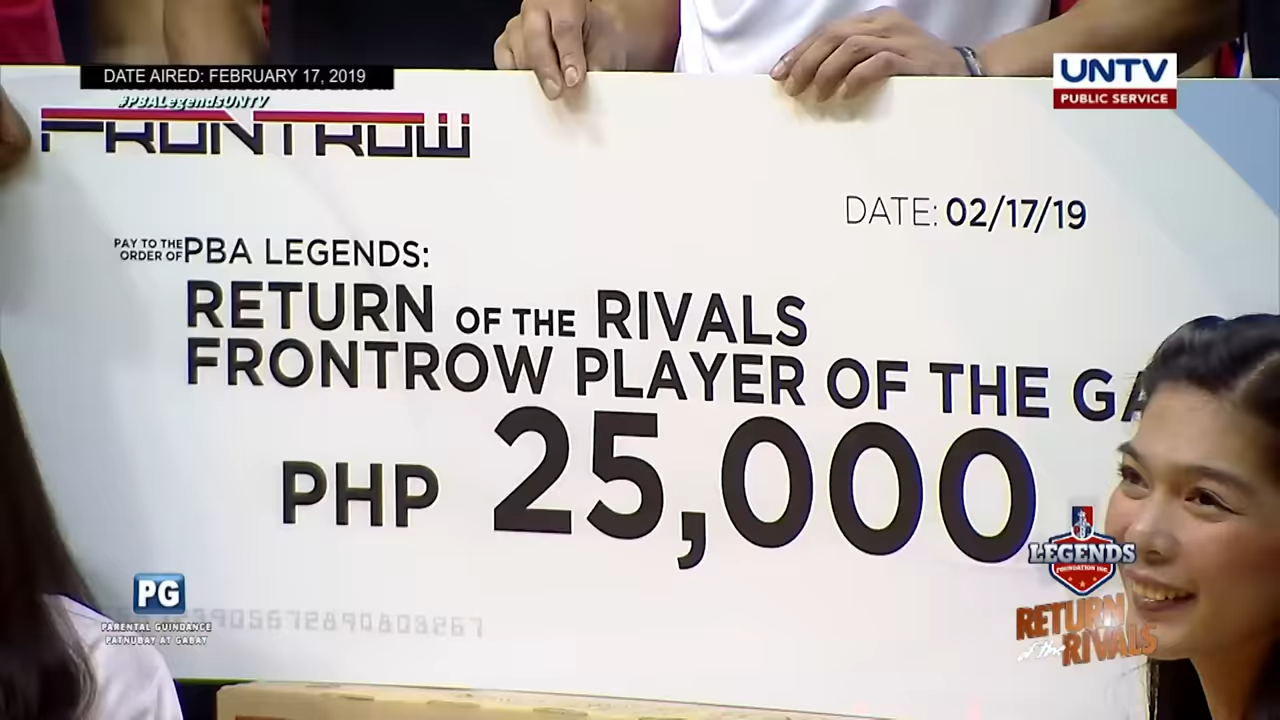 DATE AIRED: FEBRUARY 17, 2019
#PBALegendsUNTV
UNTV
PUBLIC SERVICE
FRONTROW
DATE: 02/17/19
PAY TO THE
ORDER OF PBA LEGENDS:
RETURN OF THE RIVALS
FRONTROW PLAYER OF THE GA
PHP 25,000
PG
PARENTAL GUIDANCE
PATNUBAY AT GABAY
LEGENDS
FOUNDATION INC.
RETURN
of the RIVALS